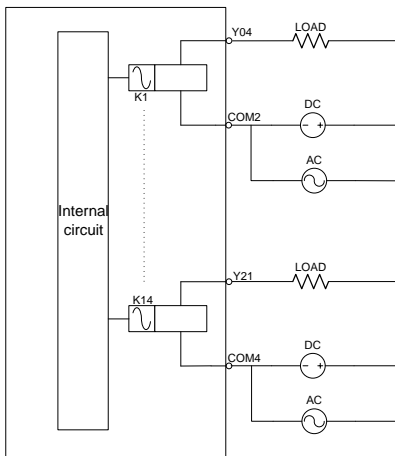 Y04
LOAD
K1
COM2
DC
- +
AC
Internal
circuit
Y21
LOAD
K14
COM4
DC
- +
AC